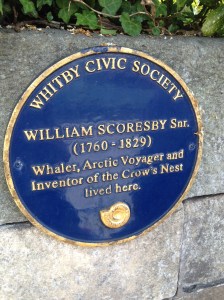 WHITBY CIVIC SOCIETY
WILLIAM SCORESBY Snr.
(1760 - 1829)
Whaler, Arctic Voyager and
Inventor of the Crow's Nest
lived here.